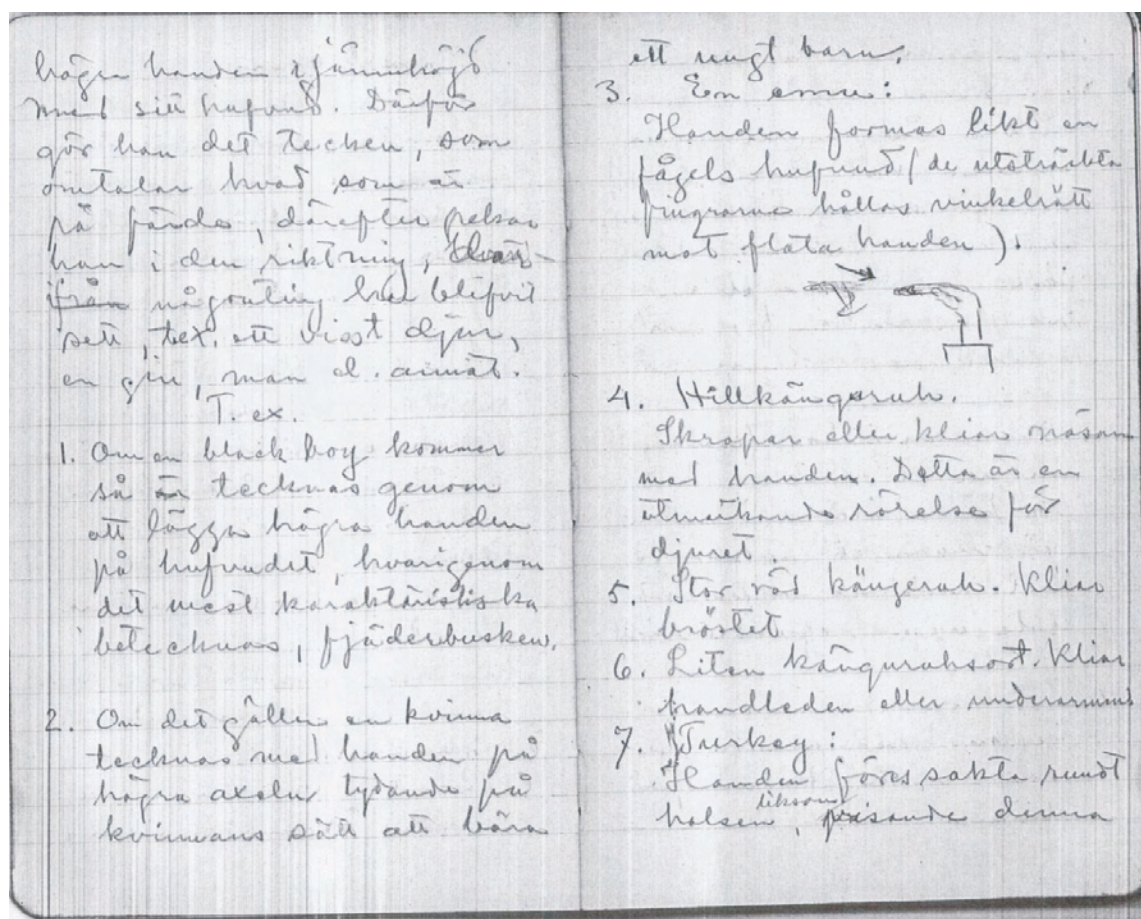 högra handen i jämnhöjd
med sitt hufvud. Därför
gör han det tecken, som
omtalar hvad som är
på färde, därefter pekar
han i den riktning, hvar-
ifrån någonting har blifvit
sett, tex. ett visst djur,
en gin, man el. annat.
T. ex.
1. Om en black boy kommer
så är tecknas genom
att lägga högra handen
på hufvudet, hvarigenom
det mest karaktäristiska
betecknas, fjäderbusken.
2. Om det gäller en kvinna
tecknas med handen på
högra axeln tydande på
kvinnans sätt att bära
ett ungt barn.
3. En emu:
Handen formas likt en
fågels hufvud (de utsträckta
fingrarna hållas vinkelrätt
mot flata handen).
4. Hillkänguruh.
Skrapar eller kliar näsan
med handen. Detta är en
utmärkande rörelse för
djuret.
5. Stor röd känguruh. Kliar
bröstet
6. Liten känguruhsort. Kliar
handleden eller underarmen
7. Turkey:
Handen föres sakta rundt
halsen, liksom visande denna